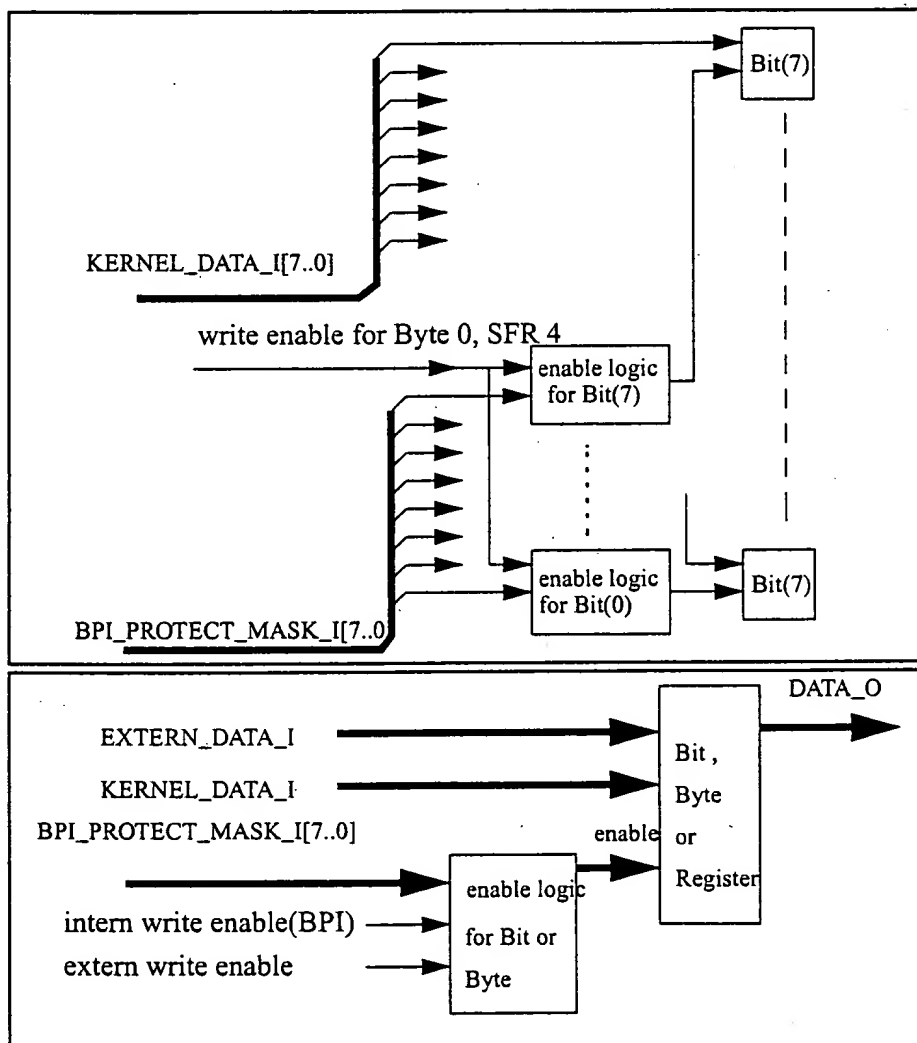 Bit(7)
KERNEL_DATA_I[7..0]
write enable for Byte 0, SFR 4
enable logic
for Bit(7)
enable logic
for Bit(0)
Bit(7)
BPI_PROTECT_MASK_I[7..0
DATA_O
EXTERN_DATA_I
KERNEL_DATA_I
BPI_PROTECT_MASK_I[7..0]
enable
Bit ,
Byte
or
Register
enable logic
for Bit or
Byte
intern write enable(BPI)
extern write enable